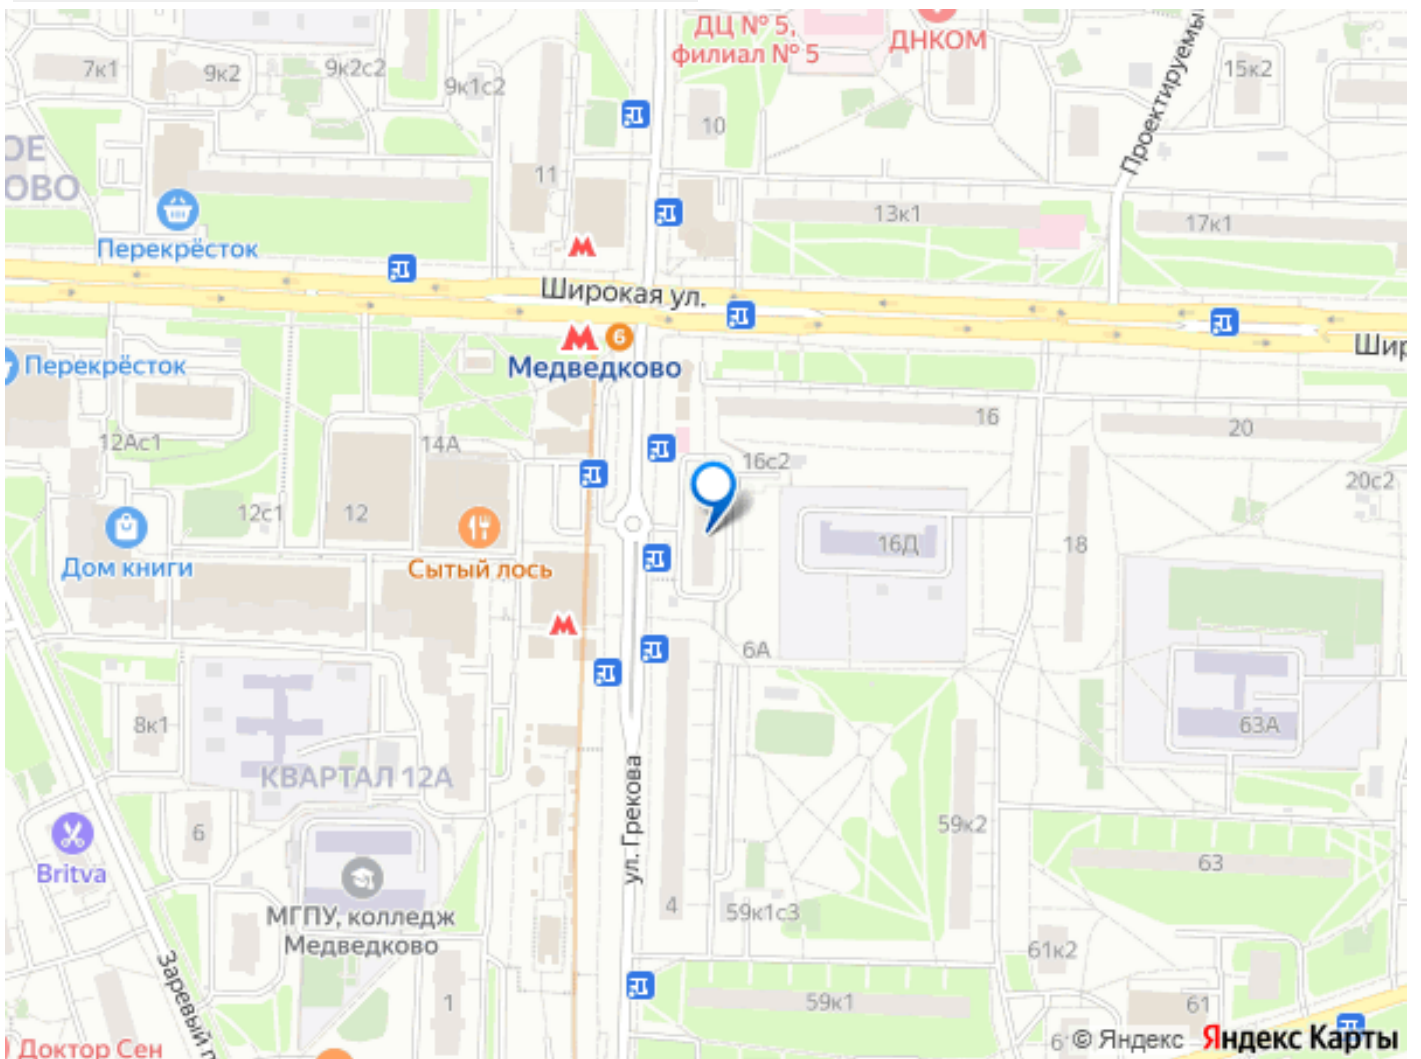 ДЦ № 5,
филиал № 5
ДНКОМ
7к1
9к2
9к2с2
9к1с2
15к2
10
Проектируемы
11
13к1
17к1
Перекрёсток
Широкая ул.
6
Медведково
Перекрёсток
Шир
12Ас1
14А
16
20
16с2
20с2
12с1
12
16Д
18
Дом книги
Сытый лось
6А
8к1
63А
КВАРТАЛ 12А
ул. Грекова
6
59к2
Britva
63
МГПУ, колледж
Медведково
4
59к1с3
61к2
Заревый п
1
59к1
61
Доктор Сен
© Яндекс
Яндекс Карты